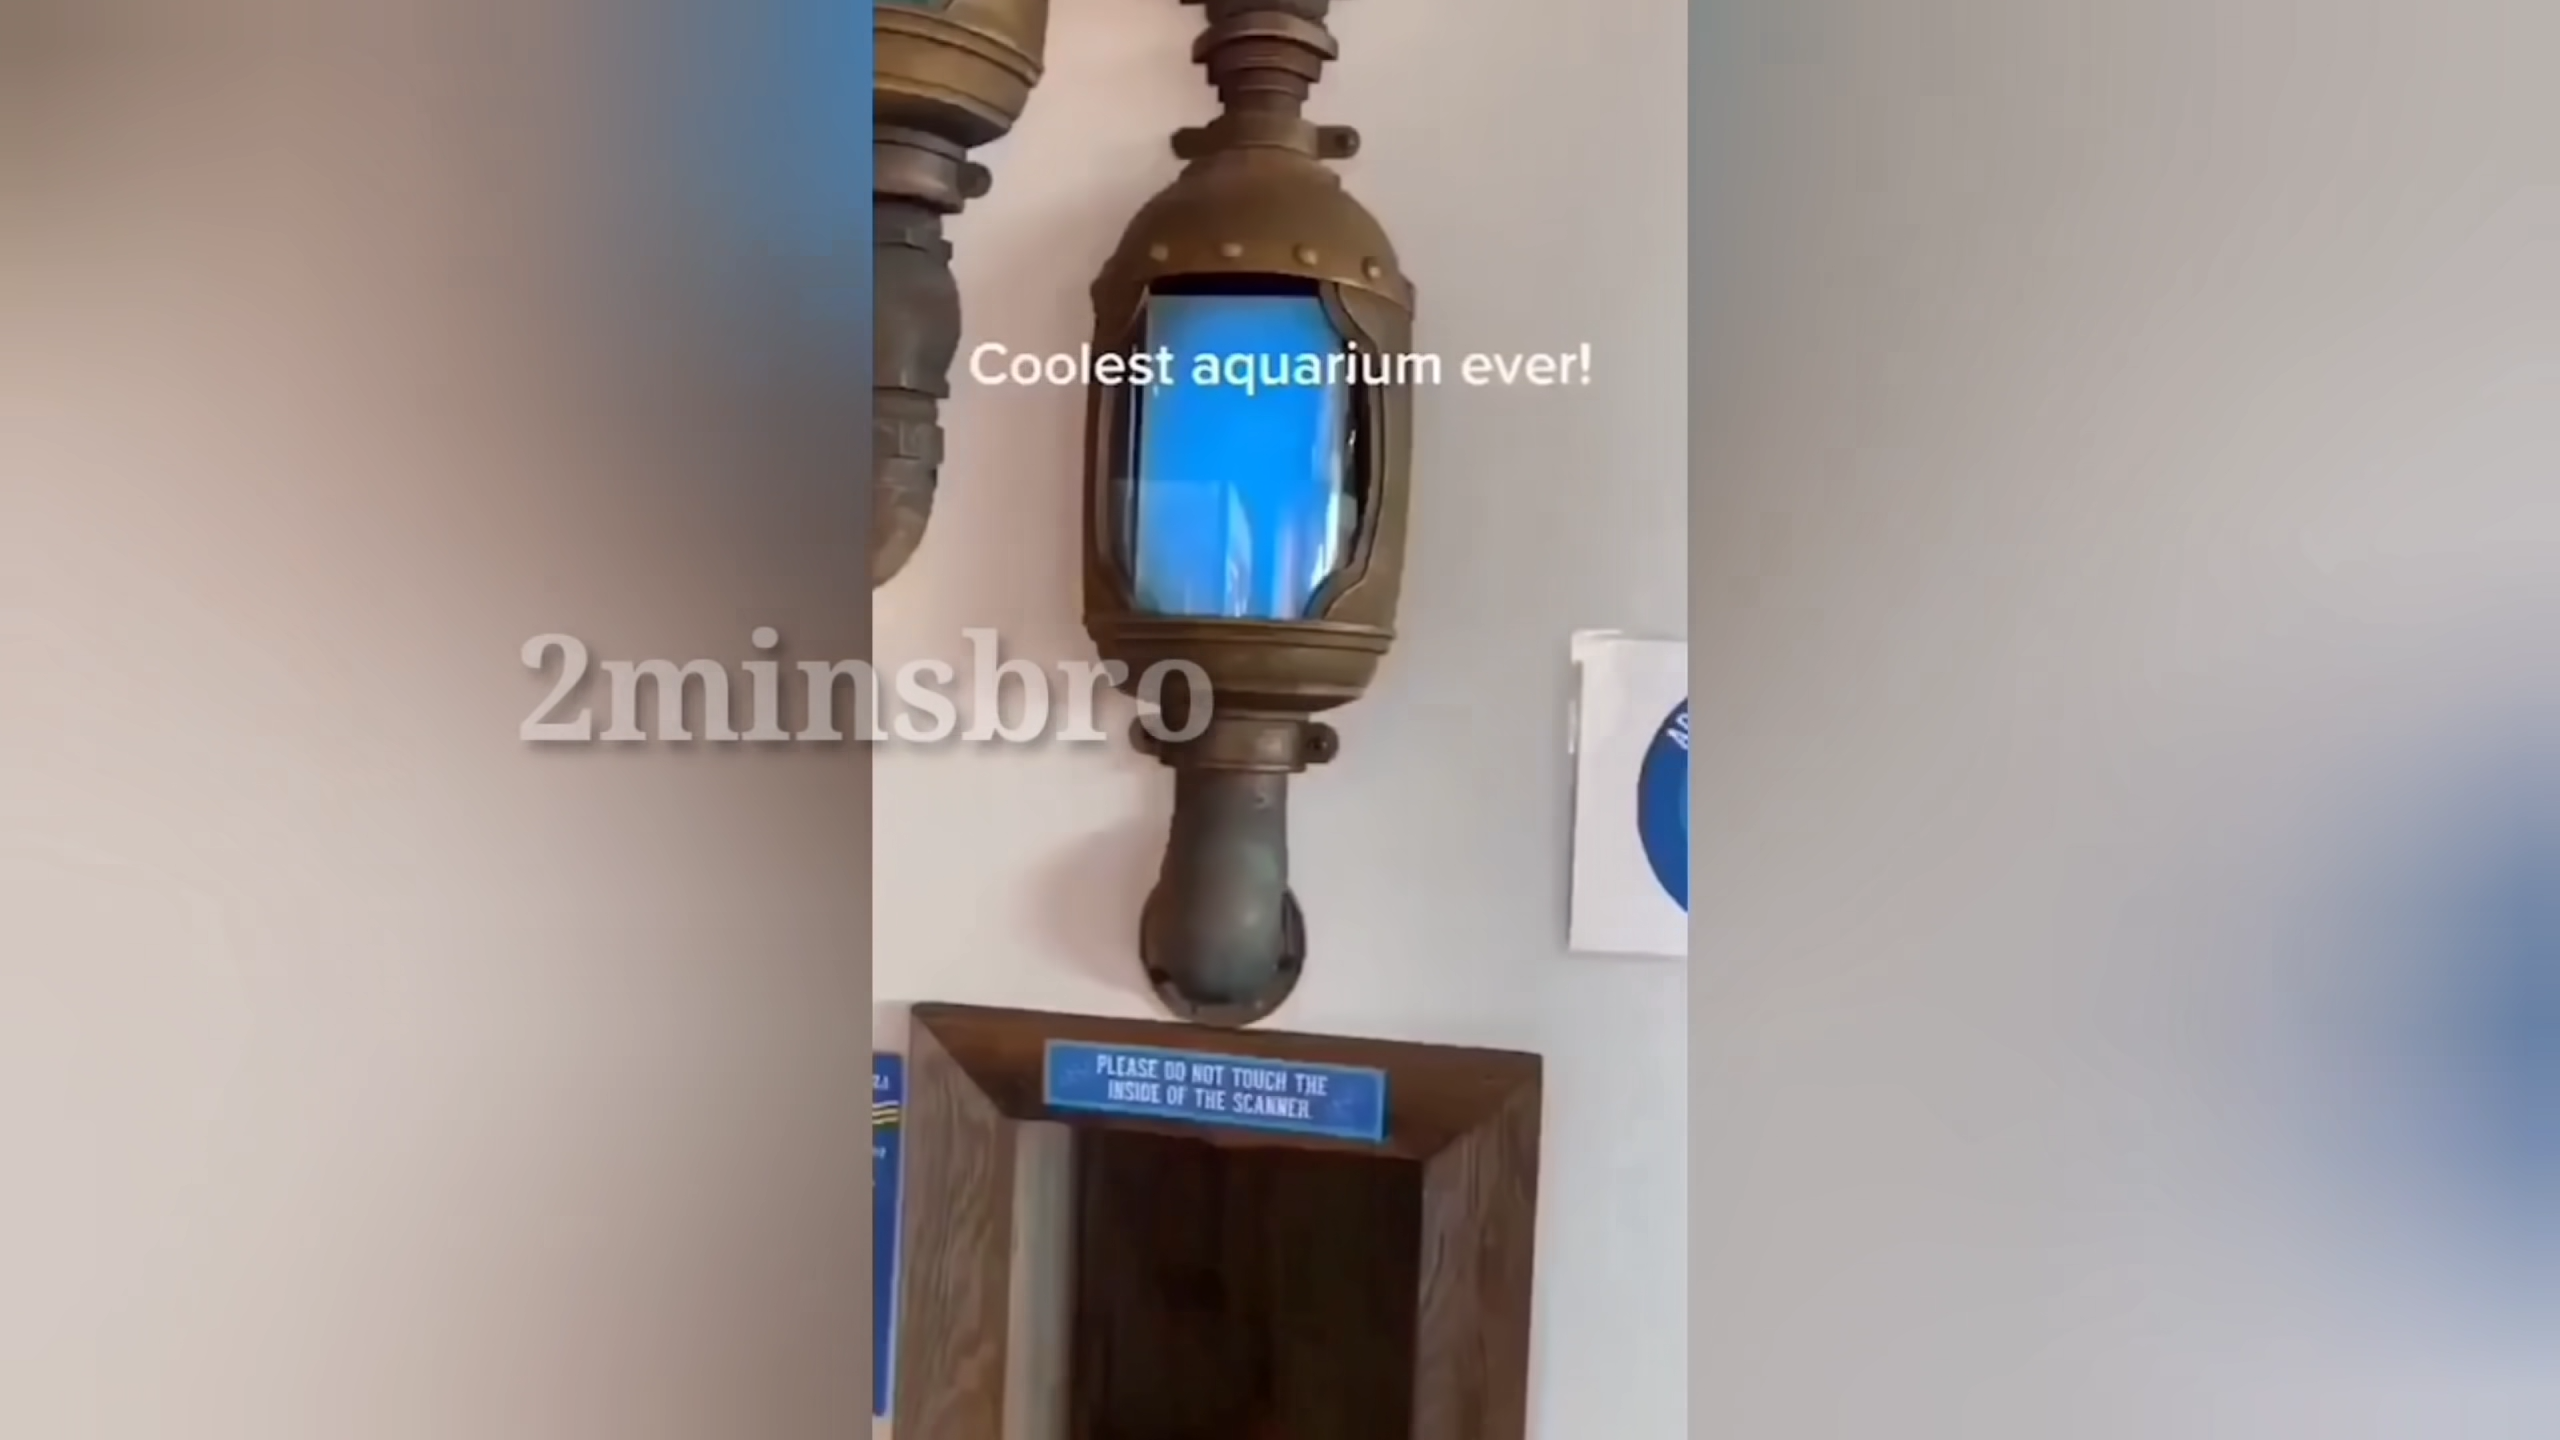 Coolest aquarium ever!
2minsbro
PLEASE DO NOT TOUCH THE
INSIDE OF THE SCANNER.